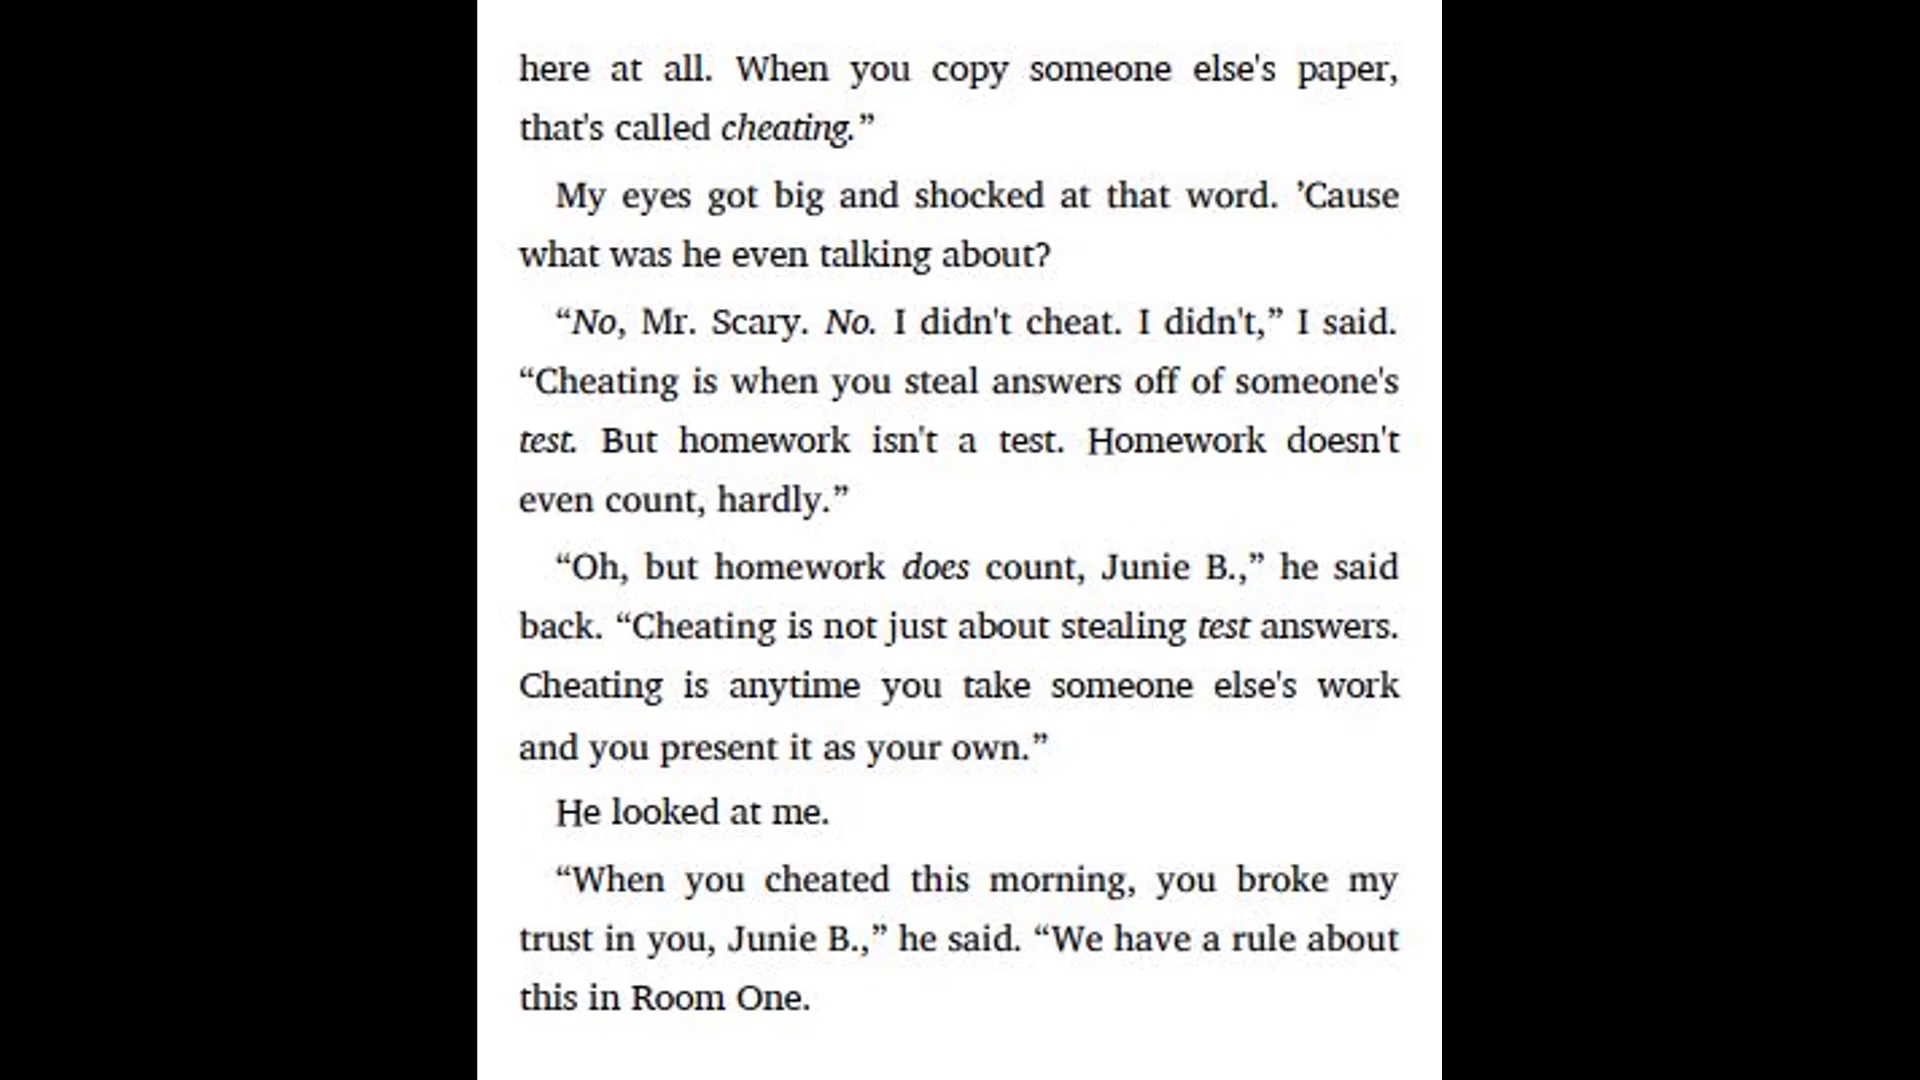 here at all. When you copy someone else's paper,
that's called cheating.”
My eyes got big and shocked at that word. ’Cause
what was he even talking about?
“No, Mr. Scary. No. I didn't cheat. I didn't,” I said.
“Cheating is when you steal answers off of someone's
test. But homework isn't a test. Homework doesn't
even count, hardly.”
“Oh, but homework does count, Junie B.,” he said
back. “Cheating is not just about stealing test answers.
Cheating is anytime you take someone else's work
and you present it as your own.”
He looked at me.
“When you cheated this morning, you broke my
trust in you, Junie B.,” he said. “We have a rule about
this in Room One.